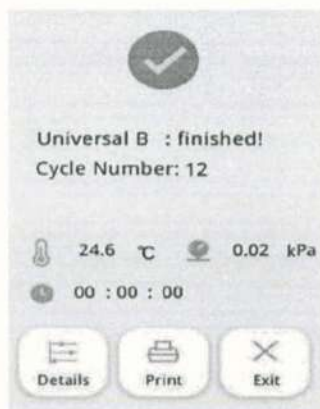 Universal B : finished!
Cycle Number: 12
24.6 ℃ 0.02 kPa
00 : 00 : 00
Details Print Exit